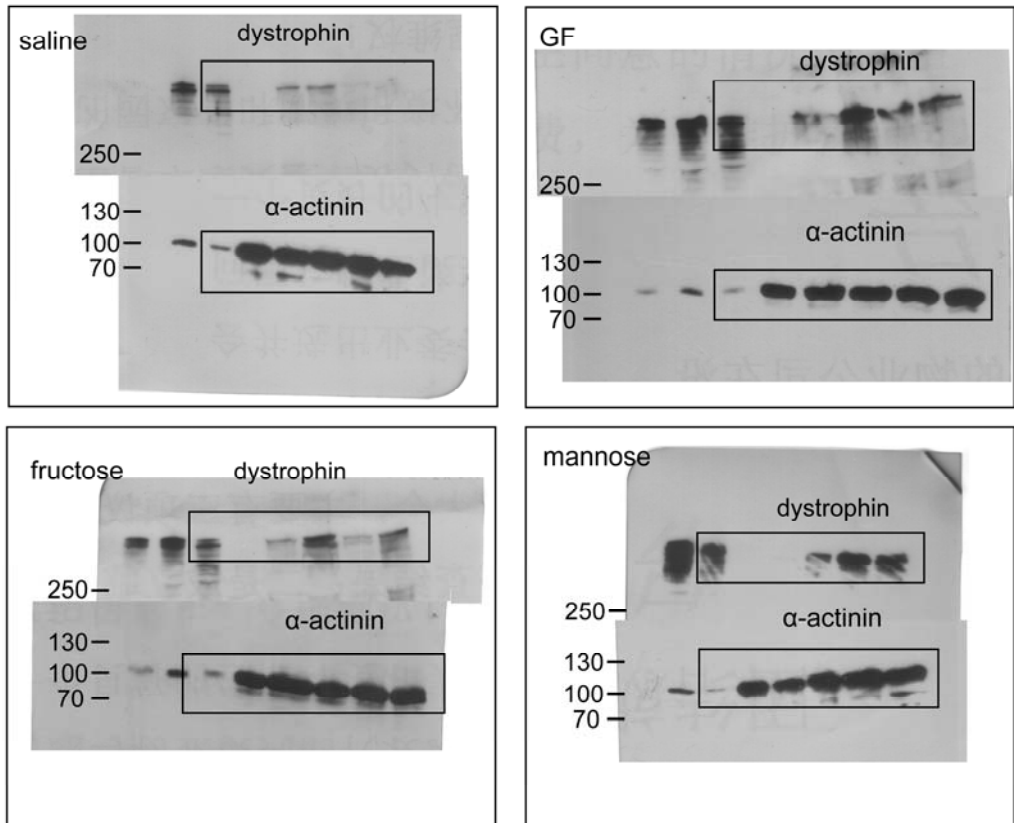 saline
dystrophin
250
α-actinin
130
100
70
GF
dystrophin
250
α-actinin
130
100
70
fructose
dystrophin
250
α-actinin
130
100
70
mannose
dystrophin
250
α-actinin
130
100
70